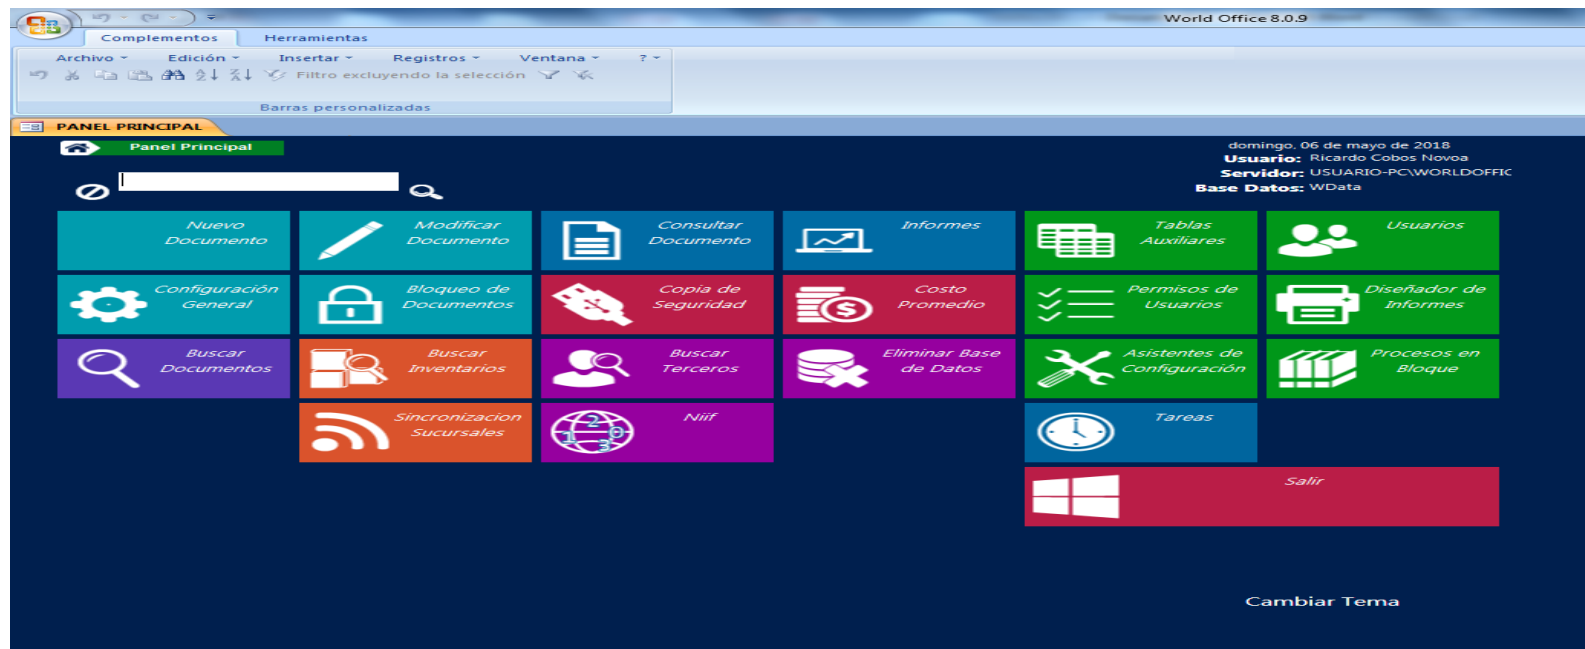 World Office 8.0.9
Complementos Herramientas
Archivo Edición Insertar Registros Ventana ?
Filtro excluyendo la selección
Barras personalizadas
PANEL PRINCIPAL
Panel Principal
domingo, 06 de mayo de 2018
Usuario: Ricardo Cobos Novoa
Servidor: USUARIO-PC\WORLDOFFIC
Base Datos: WData
Nuevo Documento
Modificar Documento
Consultar Documento
Informes
Tablas Auxiliares
Usuarios
Configuración General
Bloqueo de Documentos
Copia de Seguridad
Costo Promedio
Permisos de Usuarios
Diseñador de Informes
Buscar Documentos
Buscar Inventarios
Buscar Terceros
Eliminar Base de Datos
Asistentes de Configuración
Procesos en Bloque
Sincronizacion Sucursales
Niif
Tareas
Salir
Cambiar Tema